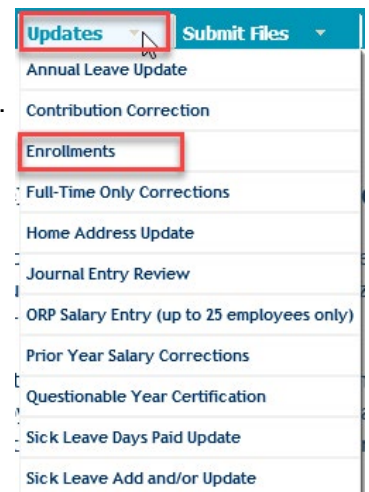 Updates Submit Files
Annual Leave Update
Contribution Correction
Enrollments
Full-Time Only Corrections
Home Address Update
Journal Entry Review
ORP Salary Entry (up to 25 employees only)
Prior Year Salary Corrections
Questionable Year Certification
Sick Leave Days Paid Update
Sick Leave Add and/or Update